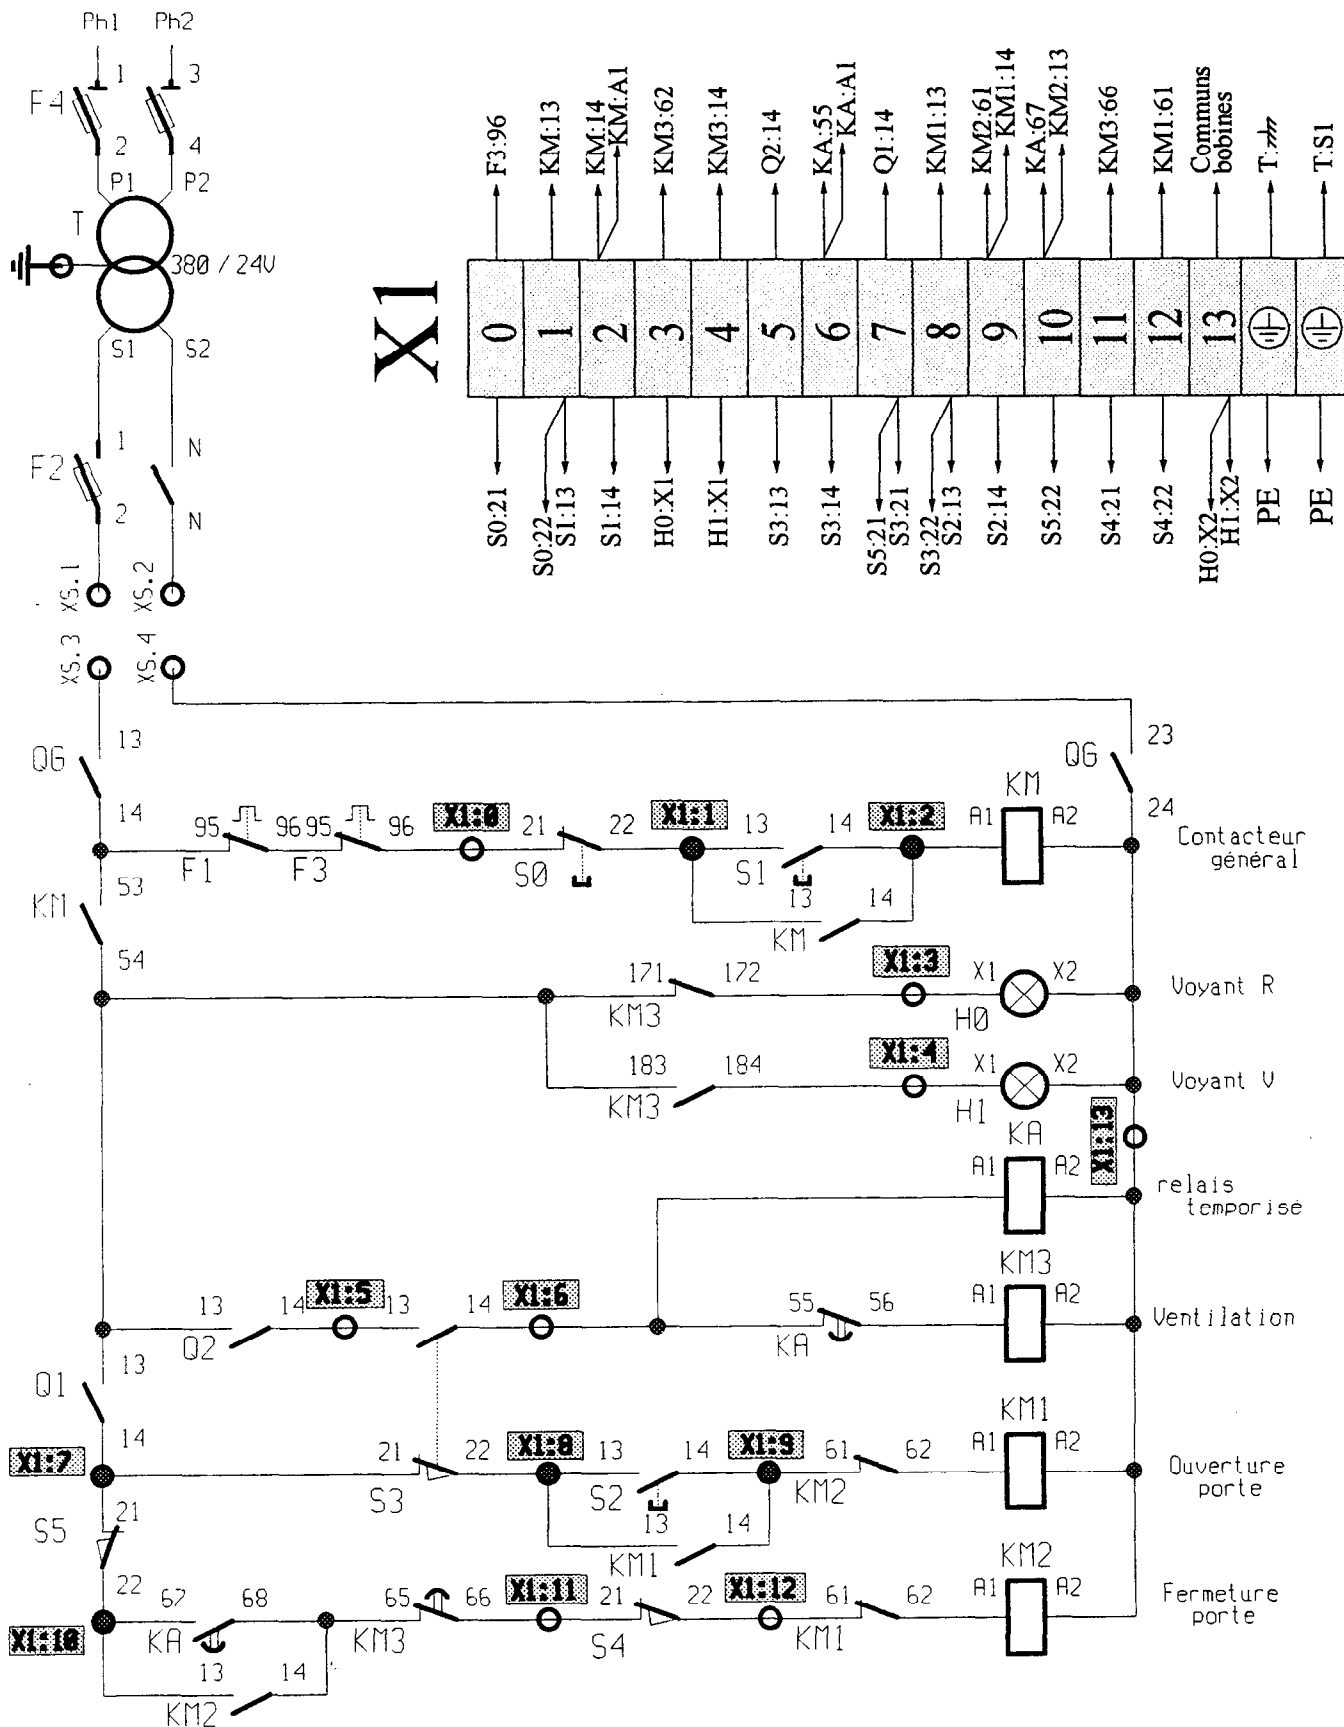 Ph1 Ph2
F4 1 3
2 4
P1 P2
T
380 / 24V
S1 S2
F2 1 N
2 N
XS.1 XS.2
XS.3 XS.4
X1
F3:96
KM:13
KM:14
KM:A1
KM3:62
KM3:14
Q2:14
KA:55
KA:A1
Q1:14
KM1:13
KM2:61
KM1:14
KA:67
KM2:13
KM3:66
KM1:61
Communs
bobines
T:
T:S1
0 1 2 3 4 5 6 7 8 9 10 11 12 13
S0:21
S0:22
S1:13
S1:14
H0:X1
H1:X1
S3:13
S3:14
S5:21
S3:21
S3:22
S2:13
S2:14
S5:22
S4:21
S4:22
H0:X2
H1:X2
PE
PE
QG 13
14
QG 23
24
95 96 95 96 X1:0 21 22 X1:1 13 14 X1:2 A1 KM A2
F1 F3 S0 S1
Contacteur
général
13 14
KM
KM 53
54
171 172 X1:3 X1 X2
KM3 H0
Voyant R
183 184 X1:4 X1 X2
KM3 H1
Voyant V
X1:13
KA
A1 A2
relais
temporisé
KM3
13 14 X1:5 13 14 X1:6 55 56 A1 A2
Q2 KA
Ventilation
Q1 13
14
KM1
X1:7 21 22 X1:8 13 14 X1:9 61 62 A1 A2
S3 S2 KM2
Ouverture
porte
13 14
KM1
S5 21
22
KM2
X1:10 67 68 65 66 X1:11 21 22 X1:12 61 62 A1 A2
KA KM3 S4 KM1
Fermeture
porte
13 14
KM2